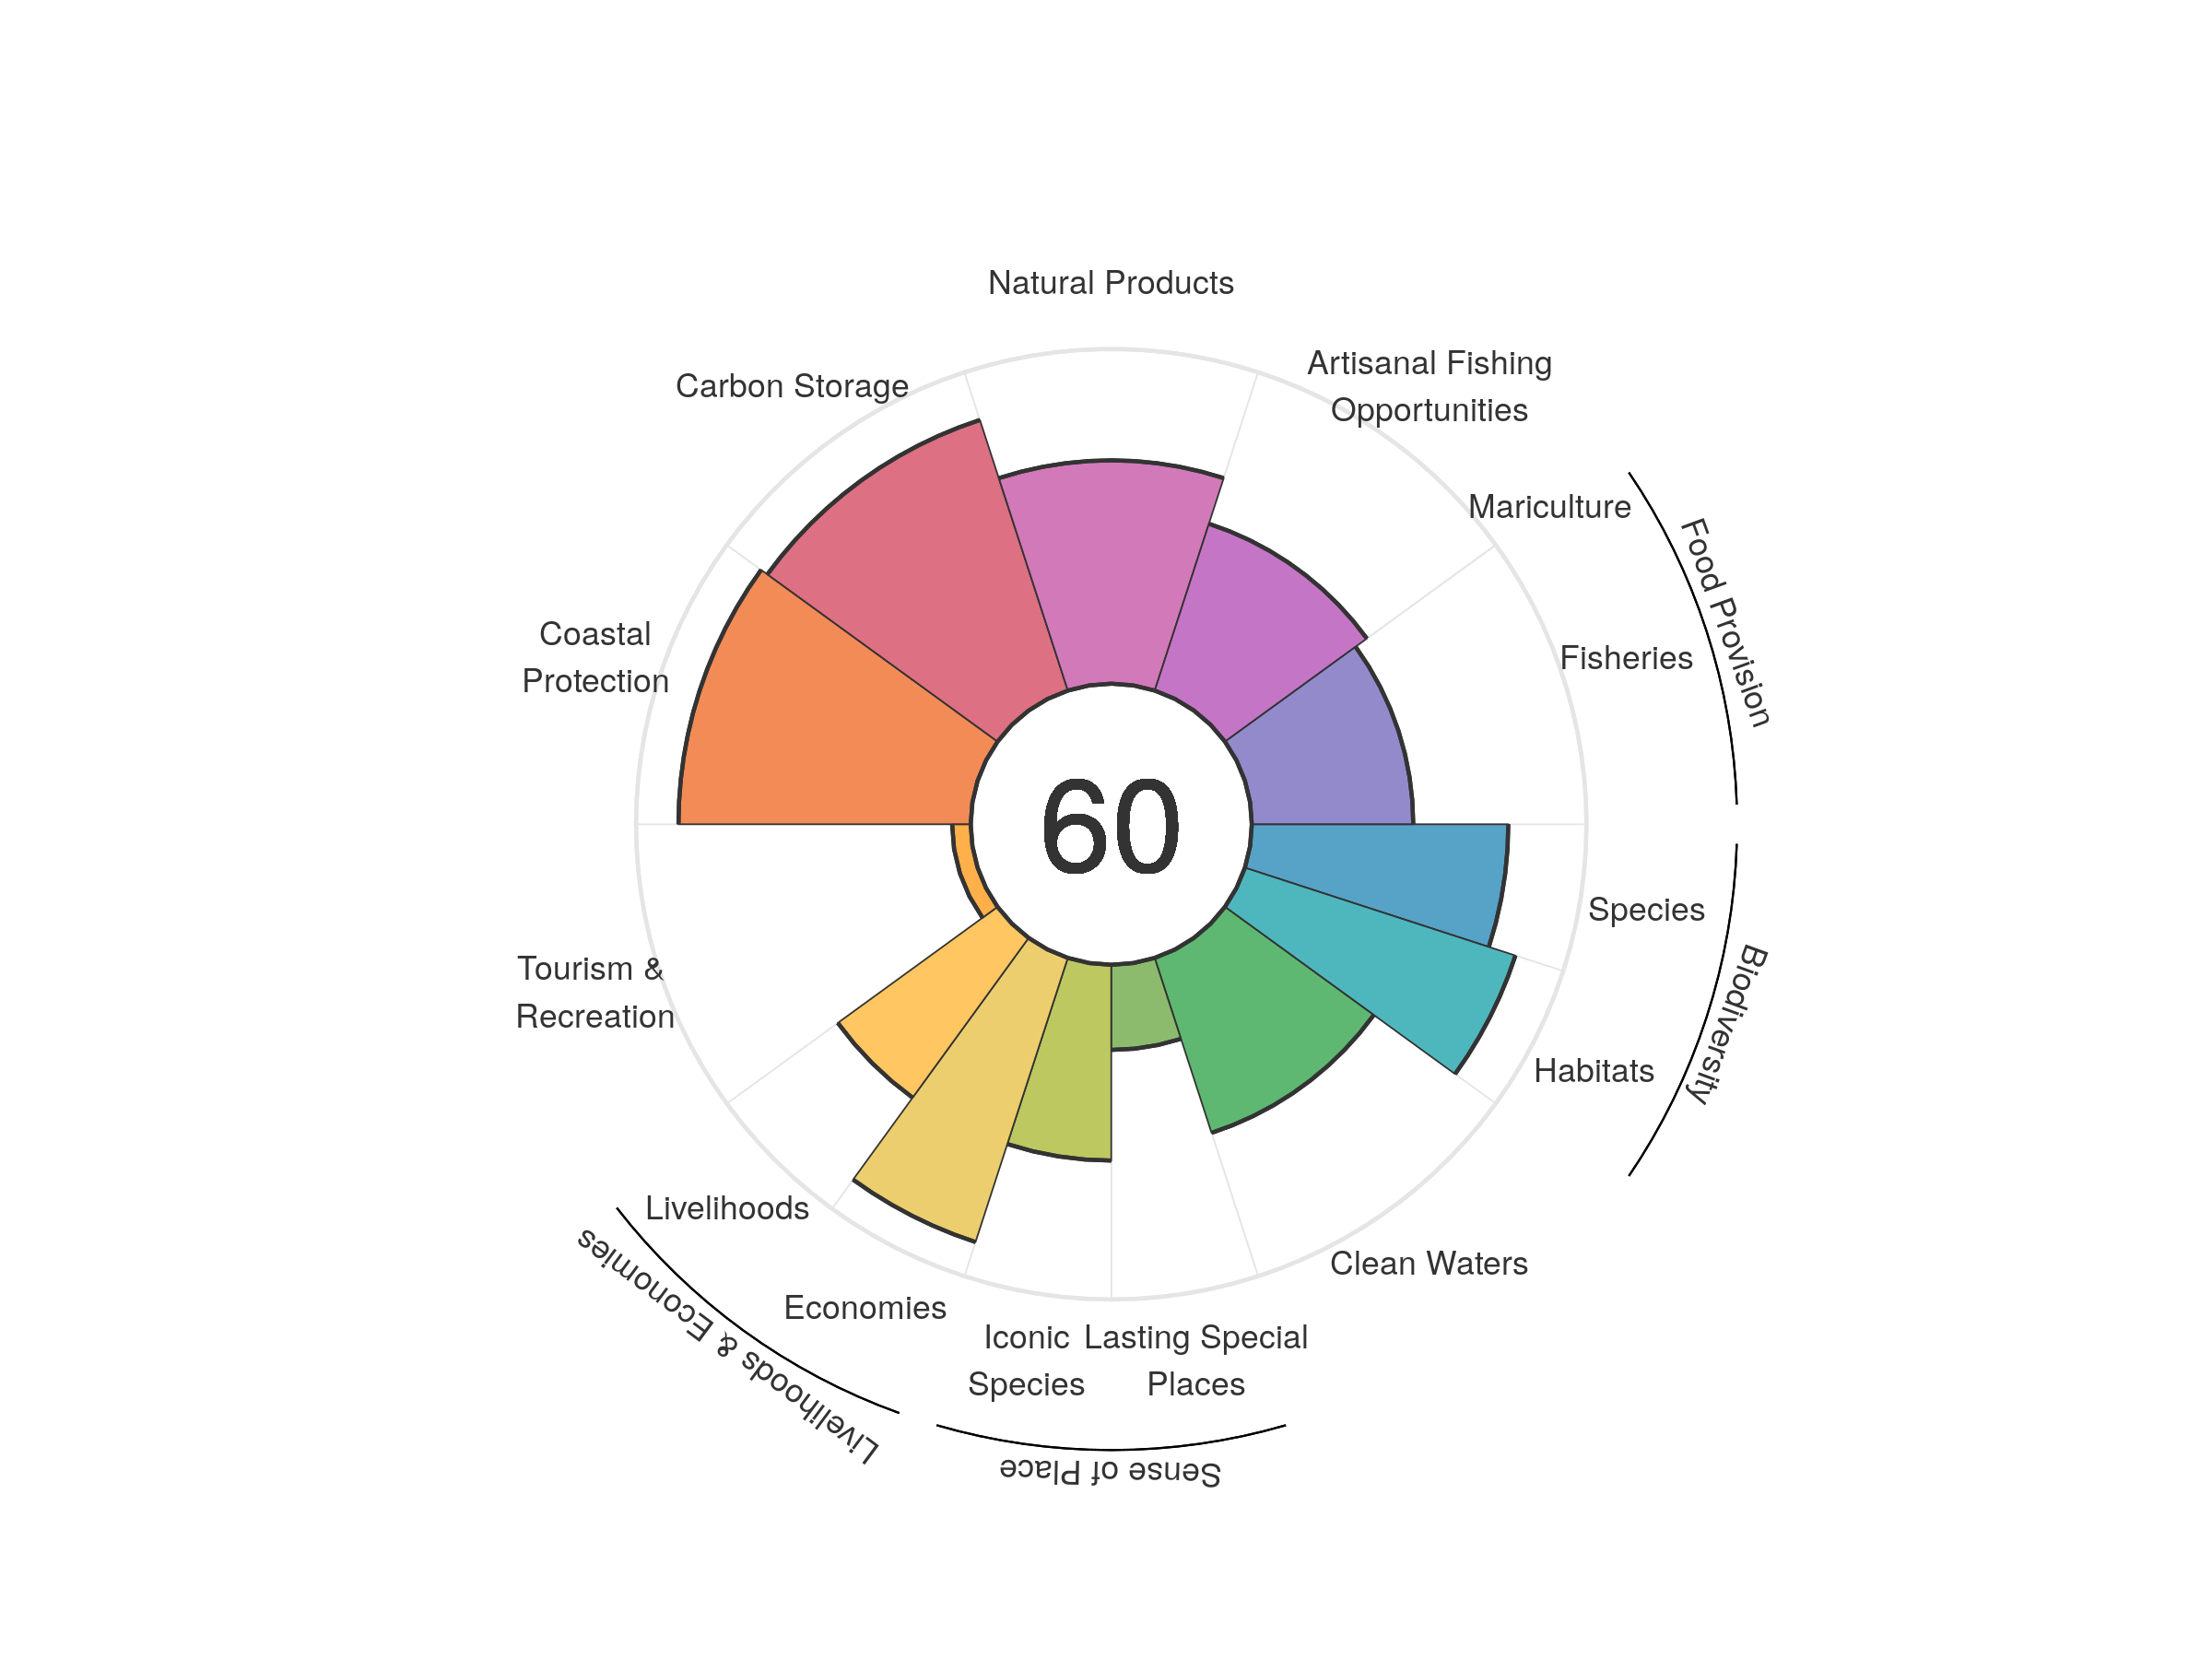 Natural Products
Artisanal Fishing
Opportunities
Carbon Storage
Mariculture
Food Provision
Fisheries
Coastal
Protection
60
Species
Biodiversity
Tourism &
Recreation
Habitats
Livelihoods
Clean Waters
Livelihoods & Economies
Economies
Iconic
Species
Lasting Special
Places
Sense of Place